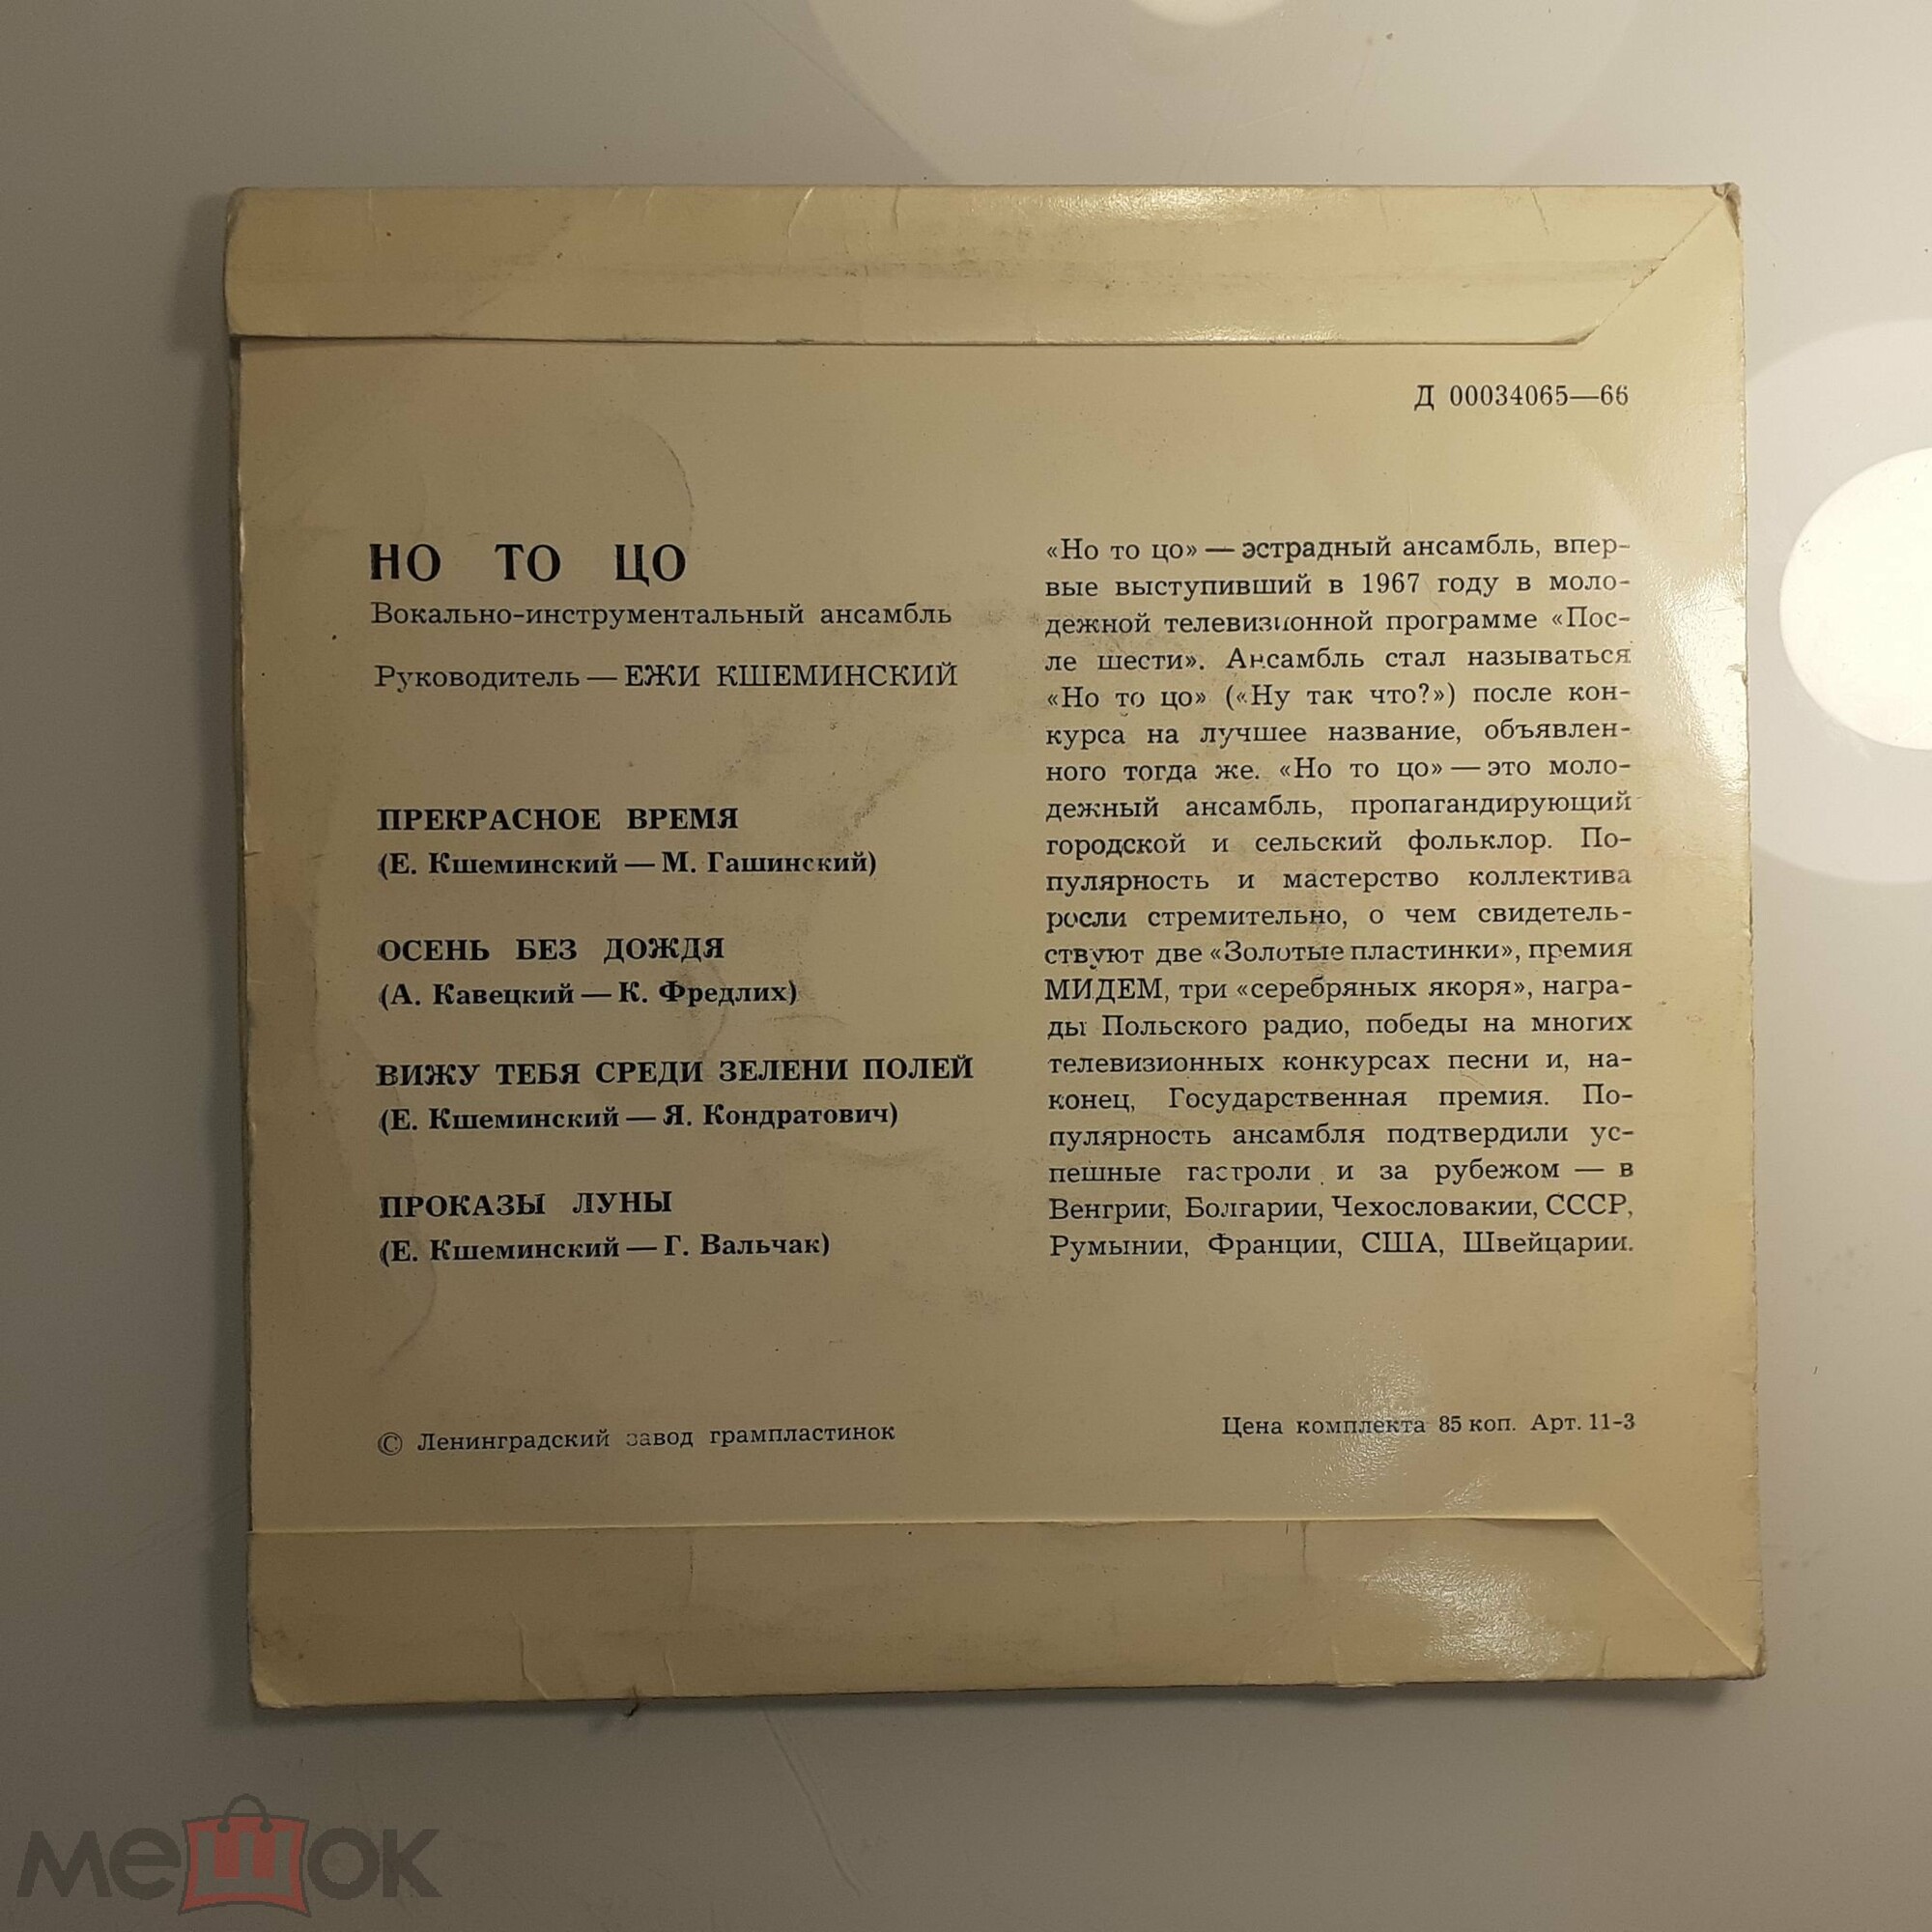 Д 00034065—66
НО ТО ЦО
Вокально-инструментальный ансамбль
Руководитель — ЕЖИ КШЕМИНСКИЙ
ПРЕКРАСНОЕ ВРЕМЯ
(Е. Кшеминский — М. Гашинский)
ОСЕНЬ БЕЗ ДОЖДЯ
(А. Кавецкий — К. Фредлих)
ВИЖУ ТЕБЯ СРЕДИ ЗЕЛЕНИ ПОЛЕЙ
(Е. Кшеминский — Я. Кондратович)
ПРОКАЗЫ ЛУНЫ
(Е. Кшеминский — Г. Вальчак)
«Но то цо» — эстрадный ансамбль, впер-
вые выступивший в 1967 году в моло-
дежной телевизионной программе «Пос-
ле шести». Ансамбль стал называться
«Но то цо» («Ну так что?») после кон-
курса на лучшее название, объявлен-
ного тогда же. «Но то цо» — это моло-
дежный ансамбль, пропагандирующий
городской и сельский фольклор. По-
пулярность и мастерство коллектива
росли стремительно, о чем свидетель-
ствуют две «Золотые пластинки», премия
МИДЕМ, три «серебряных якоря», награ-
ды Польского радио, победы на многих
телевизионных конкурсах песни и, на-
конец, Государственная премия. По-
пулярность ансамбля подтвердили ус-
пешные гастроли и за рубежом — в
Венгрии, Болгарии, Чехословакии, СССР,
Румынии, Франции, США, Швейцарии.
© Ленинградский завод грампластинок
Цена комплекта 85 коп. Арт. 11-3
мешок